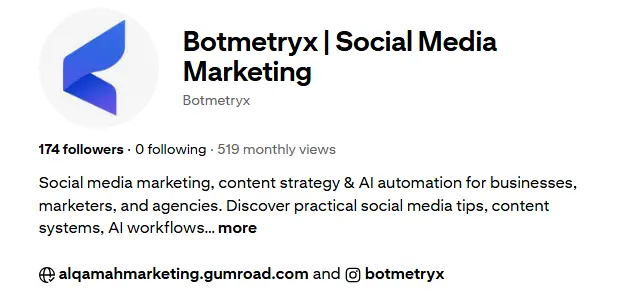 Botmetryx | Social Media
Marketing
Botmetryx
174 followers · 0 following · 519 monthly views
Social media marketing, content strategy & AI automation for businesses,
marketers, and agencies. Discover practical social media tips, content
systems, AI workflows... more
alqamahmarketing.gumroad.com and botmetryx